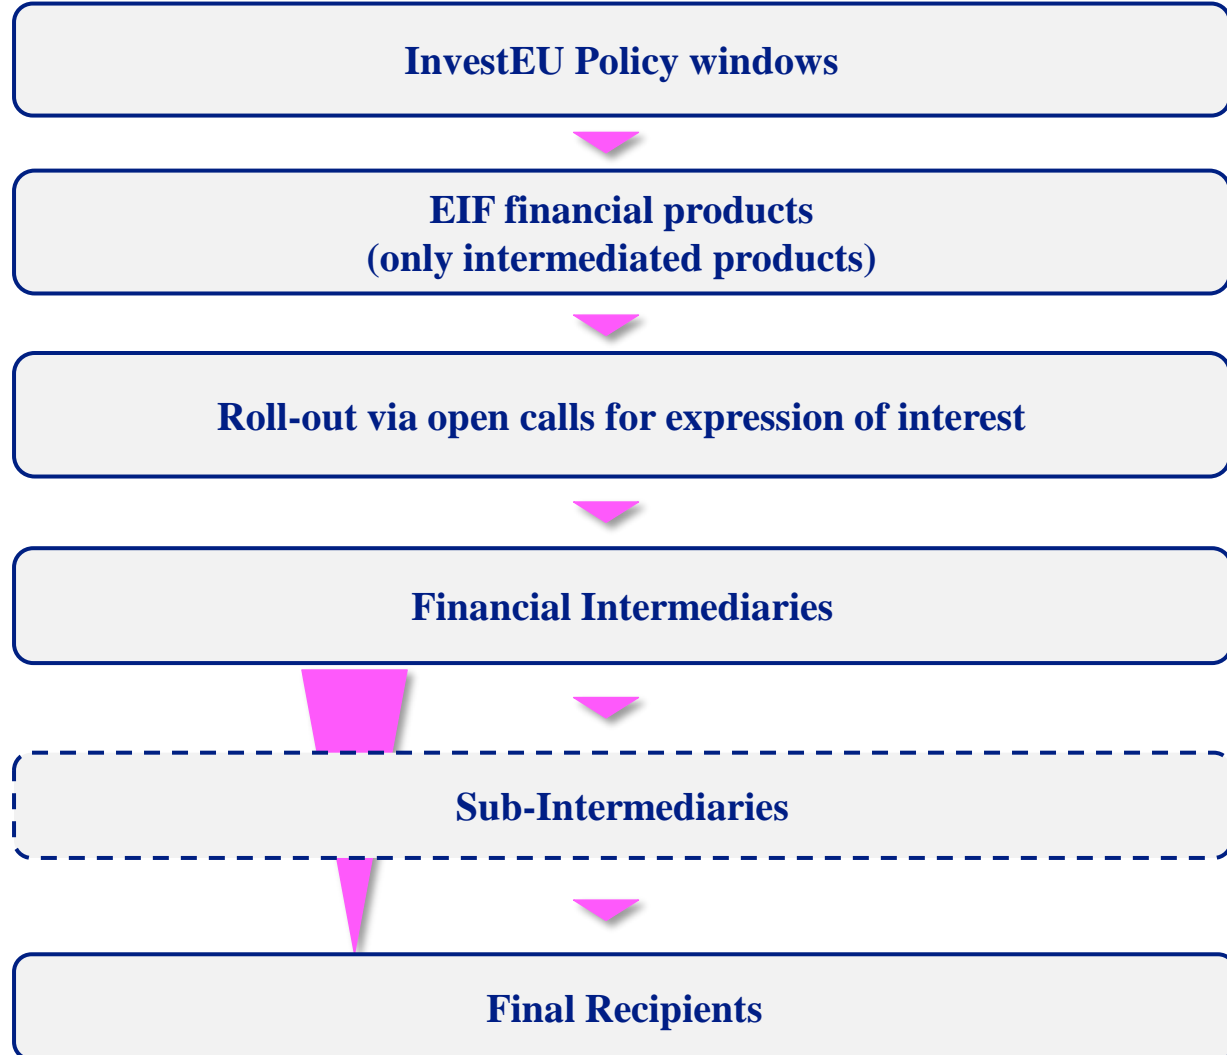 InvestEU Policy windows
EIF financial products
(only intermediated products)
Roll-out via open calls for expression of interest
Financial Intermediaries
Sub-Intermediaries
Final Recipients